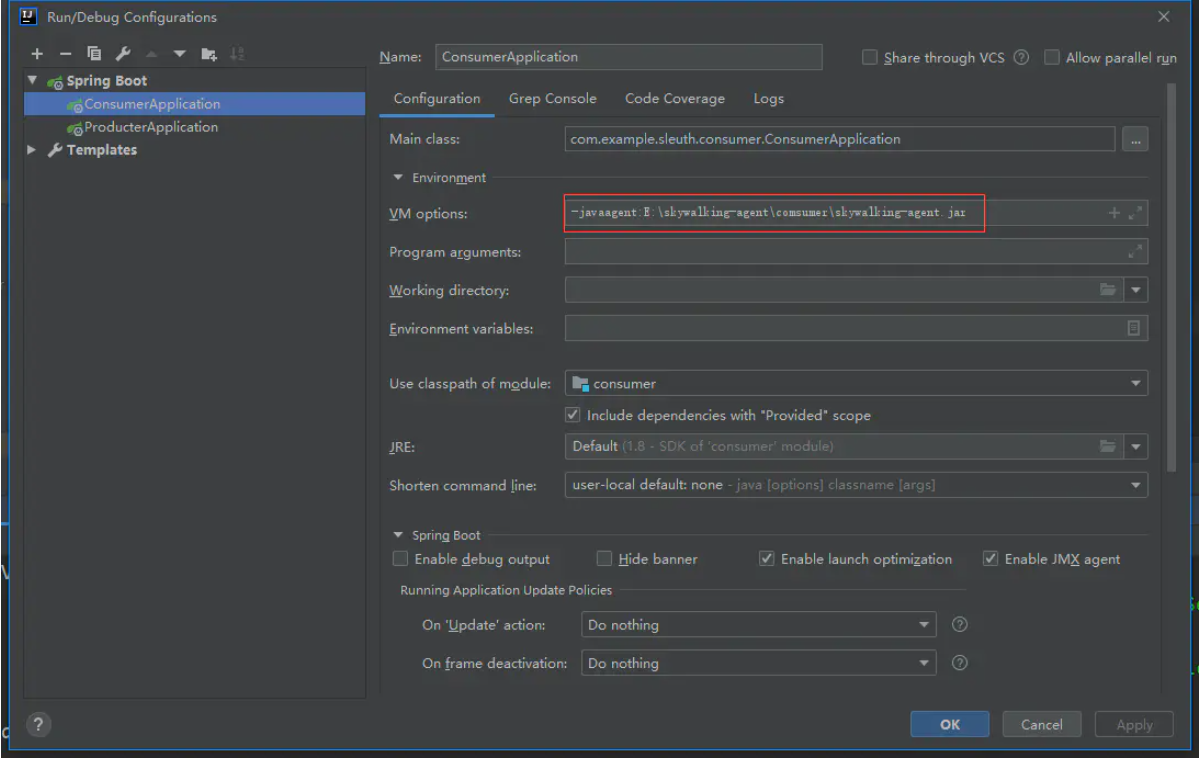 Run/Debug Configurations
Name: ConsumerApplication
Share through VCS
Allow parallel run
Spring Boot
ConsumerApplication
ProducterApplication
Templates
Configuration Grep Console Code Coverage Logs
Main class: com.example.sleuth.consumer.ConsumerApplication ...
Environment
VM options: -javaagent:E:\skywalking-agent\comsumer\skywalking-agent.jar
Program arguments:
Working directory:
Environment variables:
Use classpath of module: consumer
Include dependencies with "Provided" scope
JRE: Default (1.8 - SDK of 'consumer' module)
Shorten command line: user-local default: none - java [options] classname [args]
Spring Boot
Enable debug output Hide banner Enable launch optimization Enable JMX agent
Running Application Update Policies
On 'Update' action: Do nothing ?
On frame deactivation: Do nothing ?
? OK Cancel Apply